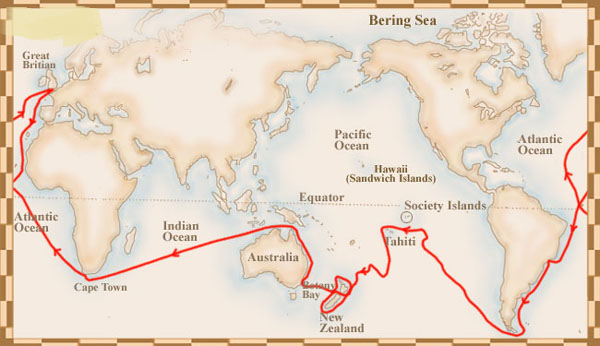 Bering Sea
Great
Britian
Pacific
Ocean
Atlantic
Ocean
Hawaii
(Sandwich Islands)
Equator
Society Islands
Atlantic
Ocean
Indian
Ocean
Tahiti
Australia
Botany
Bay
Cape Town
New
Zealand